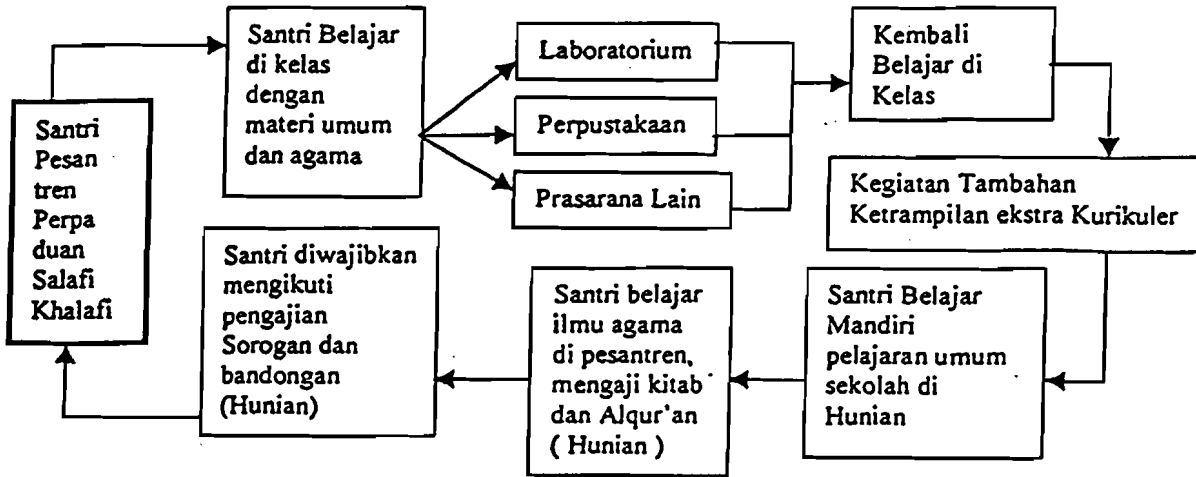 Santri
Pesan
tren
Perpa
duan
Salafi
Khalafi
Santri Belajar
di kelas
dengan
materi umum
dan agama
Laboratorium
Perpustakaan
Prasarana Lain
Kembali
Belajar di
Kelas
Kegiatan Tambahan
Ketrampilan ekstra Kurikuler
Santri Belajar
Mandiri
pelajaran umum
sekolah di
Hunian
Santri belajar
ilmu agama
di pesantren,
mengaji kitab
dan Alqur'an
( Hunian )
Santri diwajibkan
mengikuti
pengajian
Sorogan dan
bandongan
(Hunian)